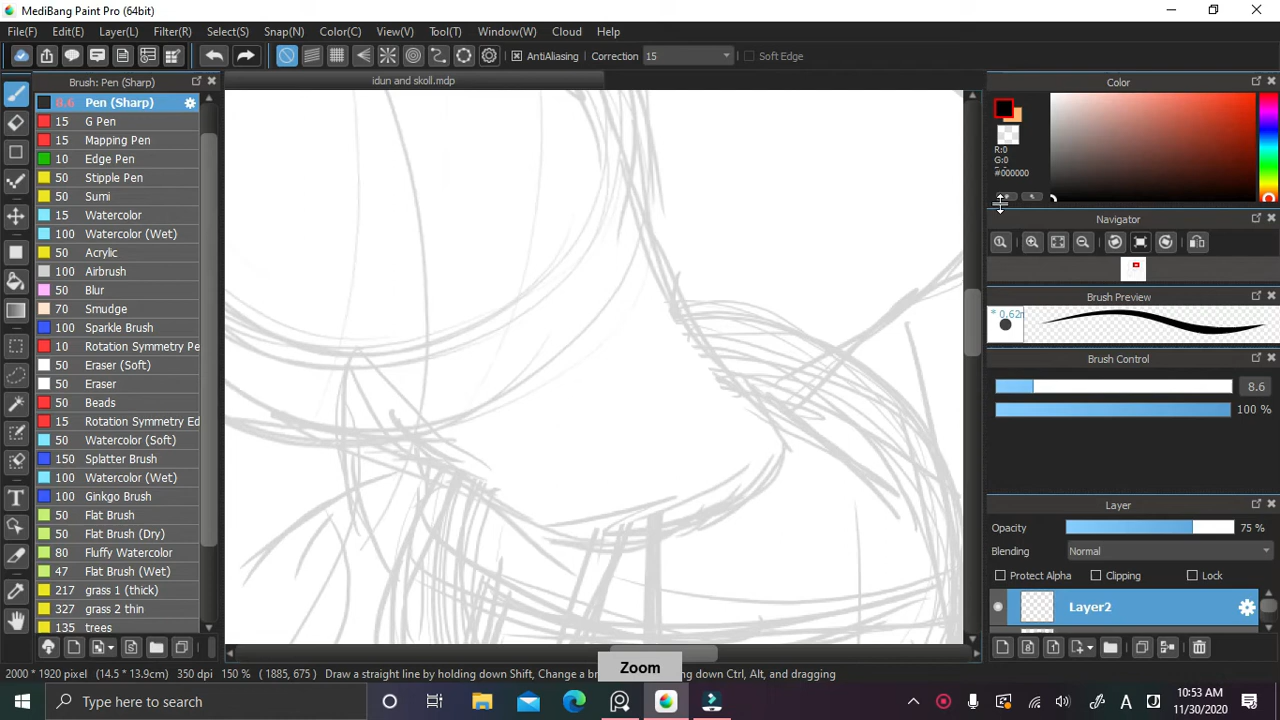 MediBang Paint Pro (64bit)
File(F) Edit(E) Layer(L) Filter(R) Select(S) Snap(N) Color(C) View(V) Tool(T) Window(W) Cloud Help
AntiAliasing Correction 15 Soft Edge
Brush: Pen (Sharp)
idun and skoll.mdp
Color
8.6 Pen (Sharp)
15 G Pen
15 Mapping Pen
10 Edge Pen
50 Stipple Pen
50 Sumi
15 Watercolor
100 Watercolor (Wet)
50 Acrylic
100 Airbrush
50 Blur
70 Smudge
100 Sparkle Brush
10 Rotation Symmetry Pe
50 Eraser (Soft)
50 Eraser
50 Beads
15 Rotation Symmetry Ed
50 Watercolor (Soft)
150 Splatter Brush
100 Watercolor (Wet)
100 Ginkgo Brush
50 Flat Brush
50 Flat Brush (Dry)
80 Fluffy Watercolor
47 Flat Brush (Wet)
217 grass 1 (thick)
327 grass 2 thin
135 trees
R:0
G:0
#000000
Navigator
Brush Preview
Brush Control
8.6
100 %
Layer
Opacity 75 %
Blending Normal
Protect Alpha Clipping Lock
Layer2
Zoom
2000 * 1920 pixel (14.5 * 13.9cm) 350 dpi 150 % ( 1885, 675 ) Draw a straight line by holding down Shift, Change a br
ng down Ctrl, Alt, and dragging
Type here to search
10:53 AM
11/30/2020